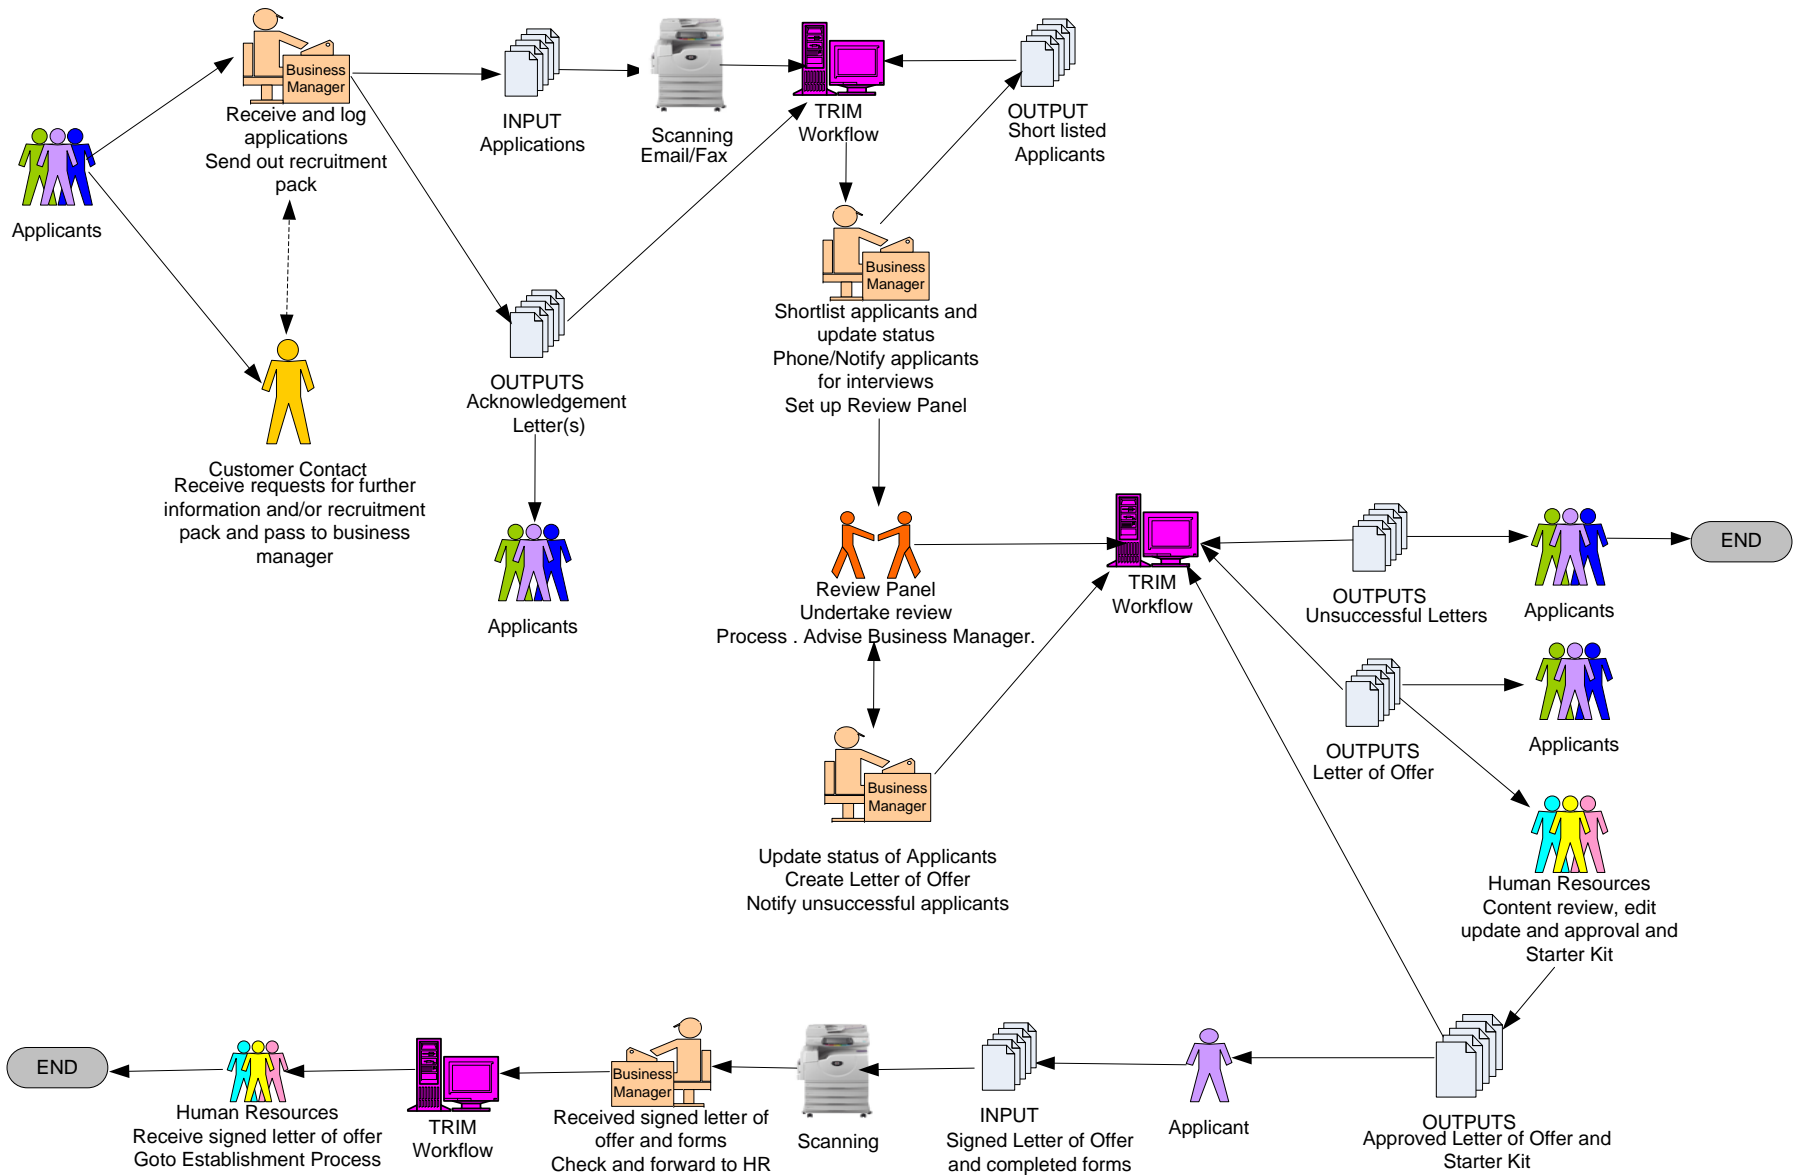 Business
Manager
Receive and log
applications
Send out recruitment
pack
Applicants
INPUT
Applications
Scanning
Email/Fax
TRIM
Workflow
OUTPUT
Short listed
Applicants
Business
Manager
Shortlist applicants and
update status
Phone/Notify applicants
for interviews
Set up Review Panel
OUTPUTS
Acknowledgement
Letter(s)
Applicants
Customer Contact
Receive requests for further
information and/or recruitment
pack and pass to business
manager
Review Panel
Undertake review
Process . Advise Business Manager.
TRIM
Workflow
OUTPUTS
Unsuccessful Letters
Applicants
END
OUTPUTS
Letter of Offer
Applicants
Business
Manager
Update status of Applicants
Create Letter of Offer
Notify unsuccessful applicants
Human Resources
Content review, edit
update and approval and
Starter Kit
OUTPUTS
Approved Letter of Offer and
Starter Kit
Applicant
INPUT
Signed Letter of Offer
and completed forms
Scanning
Business
Manager
Received signed letter of
offer and forms
Check and forward to HR
TRIM
Workflow
Human Resources
Receive signed letter of offer
Goto Establishment Process
END